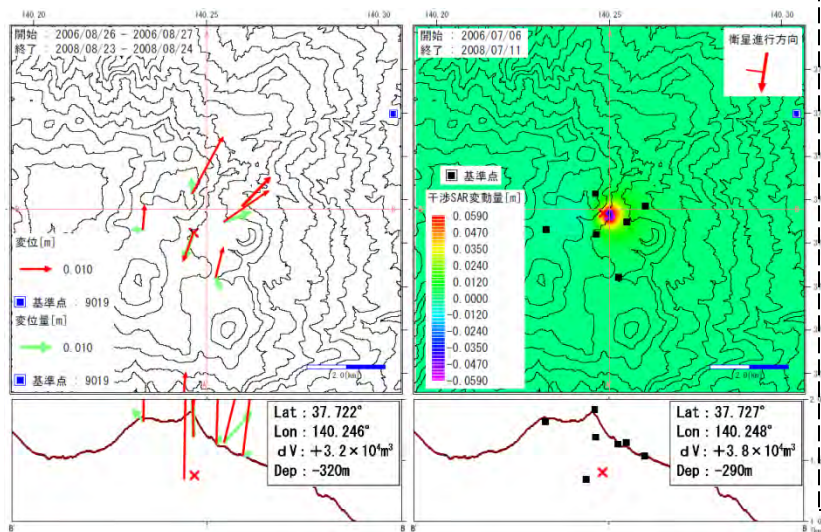 140.20 140.25 140.30
開始 : 2006/08/26 - 2006/08/27
終了 : 2008/08/23 - 2008/08/24
変位[m]
0.010
基準点 : 9019
変位量[m]
0.010
基準点 : 9019
2.0[km]
Lat : 37.722°
Lon : 140.246°
dV : +3.2×10⁴m³
Dep : -320m
140.20 140.25 140.30
開始 : 2006/07/06
終了 : 2008/07/11
衛星進行方向
基準点
干渉SAR変動量[m]
0.0590
0.0470
0.0350
0.0240
0.0120
0.0000
-0.0120
-0.0240
-0.0350
-0.0470
-0.0590
2.0[km]
Lat : 37.727°
Lon : 140.248°
dV : +3.8×10⁴m³
Dep : -290m